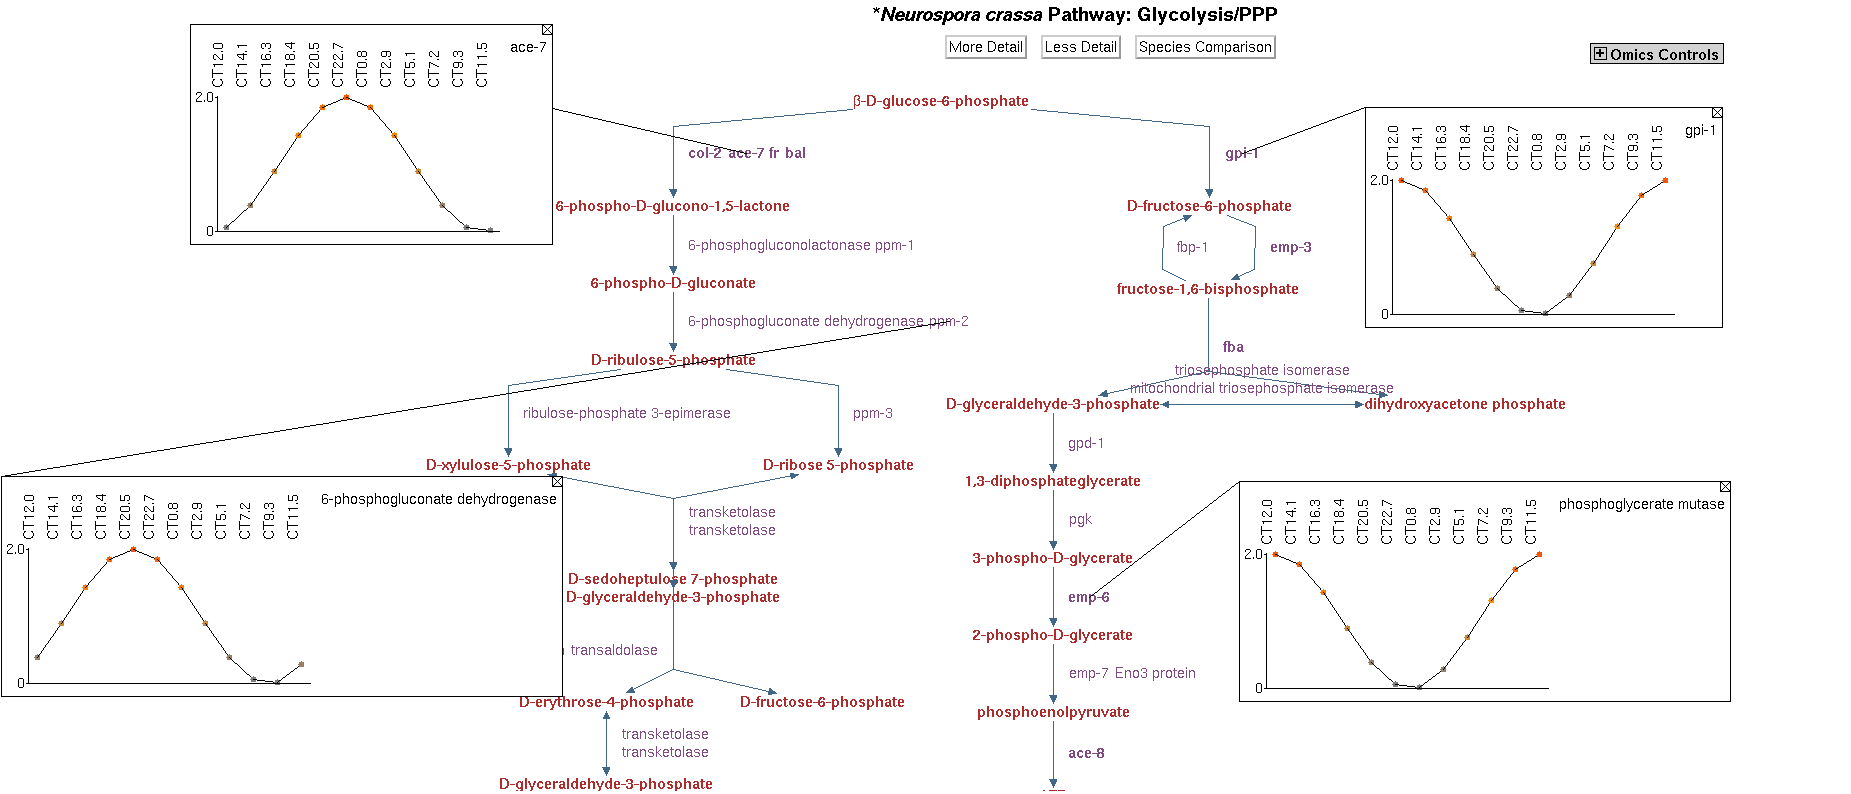 *Neurospora crassa Pathway: Glycolysis/PPP
More Detail
Less Detail
Species Comparison
Omics Controls
ace-7
CT12.0
CT14.1
CT16.3
CT18.4
CT20.5
CT22.7
CT0.8
CT2.9
CT5.1
CT7.2
CT9.3
CT11.5
2.0
0
β-D-glucose-6-phosphate
col-2 ace-7 fr bal
gpi-1
gpi-1
CT12.0
CT14.1
CT16.3
CT18.4
CT20.5
CT22.7
CT0.8
CT2.9
CT5.1
CT7.2
CT9.3
CT11.5
2.0
0
6-phospho-D-glucono-1,5-lactone
D-fructose-6-phosphate
6-phosphogluconolactonase ppm-1
fbp-1
emp-3
6-phospho-D-gluconate
fructose-1,6-bisphosphate
6-phosphogluconate dehydrogenase ppm-2
fba
D-ribulose-5-phosphate
triosephosphate isomerase
mitochondrial triosephosphate isomerase
D-glyceraldehyde-3-phosphate
dihydroxyacetone phosphate
ribulose-phosphate 3-epimerase
ppm-3
gpd-1
D-xylulose-5-phosphate
D-ribose 5-phosphate
1,3-diphosphateglycerate
6-phosphogluconate dehydrogenase
CT12.0
CT14.1
CT16.3
CT18.4
CT20.5
CT22.7
CT0.8
CT2.9
CT5.1
CT7.2
CT9.3
CT11.5
2.0
0
transketolase
transketolase
pgk
phosphoglycerate mutase
CT12.0
CT14.1
CT16.3
CT18.4
CT20.5
CT22.7
CT0.8
CT2.9
CT5.1
CT7.2
CT9.3
CT11.5
2.0
0
3-phospho-D-glycerate
D-sedoheptulose 7-phosphate
D-glyceraldehyde-3-phosphate
emp-6
2-phospho-D-glycerate
transaldolase
emp-7 Eno3 protein
D-erythrose-4-phosphate
D-fructose-6-phosphate
phosphoenolpyruvate
transketolase
transketolase
ace-8
D-glyceraldehyde-3-phosphate